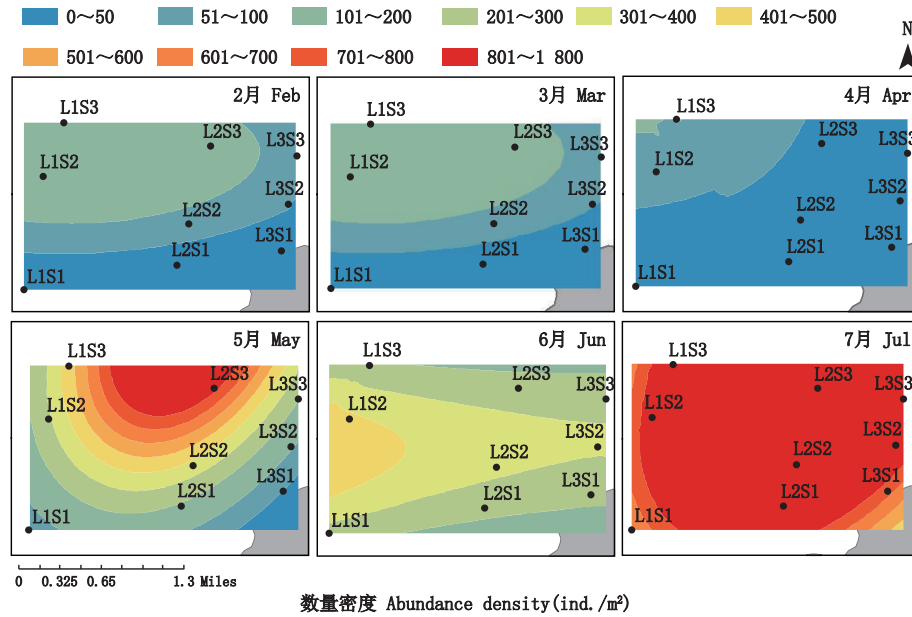 0～50 51～100 101～200 201～300 301～400 401～500
501～600 601～700 701～800 801～1 800
N
2月 Feb
L1S3
L2S3
L3S3
L1S2
L3S2
L2S2
L2S1
L3S1
L1S1
3月 Mar
L1S3
L2S3
L3S3
L1S2
L3S2
L2S2
L2S1
L3S1
L1S1
4月 Apr
L1S3
L2S3
L3S3
L1S2
L3S2
L2S2
L2S1
L3S1
L1S1
5月 May
L1S3
L2S3
L3S3
L1S2
L3S2
L2S2
L3S1
L2S1
L1S1
6月 Jun
L1S3
L2S3
L3S3
L1S2
L3S2
L2S2
L3S1
L2S1
L1S1
7月 Jul
L1S3
L2S3
L3S3
L1S2
L3S2
L2S2
L3S1
L2S1
L1S1
0 0.325 0.65 1.3 Miles
数量密度 Abundance density(ind./m²)